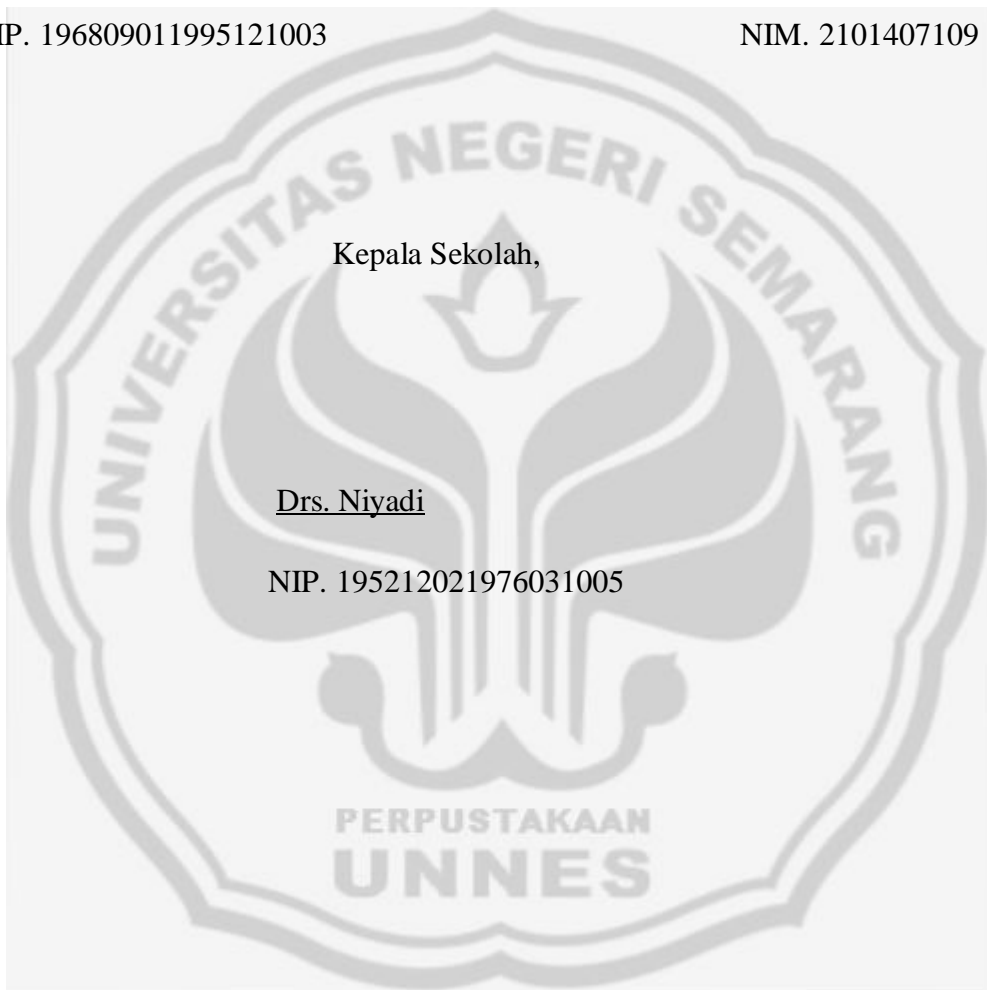 IP. 196809011995121003 NIM. 2101407109
UNIVERSITAS NEGERI SEMARANG
Kepala Sekolah,
Drs. Niyadi
NIP. 195212021976031005
PERPUSTAKAAN
UNNES